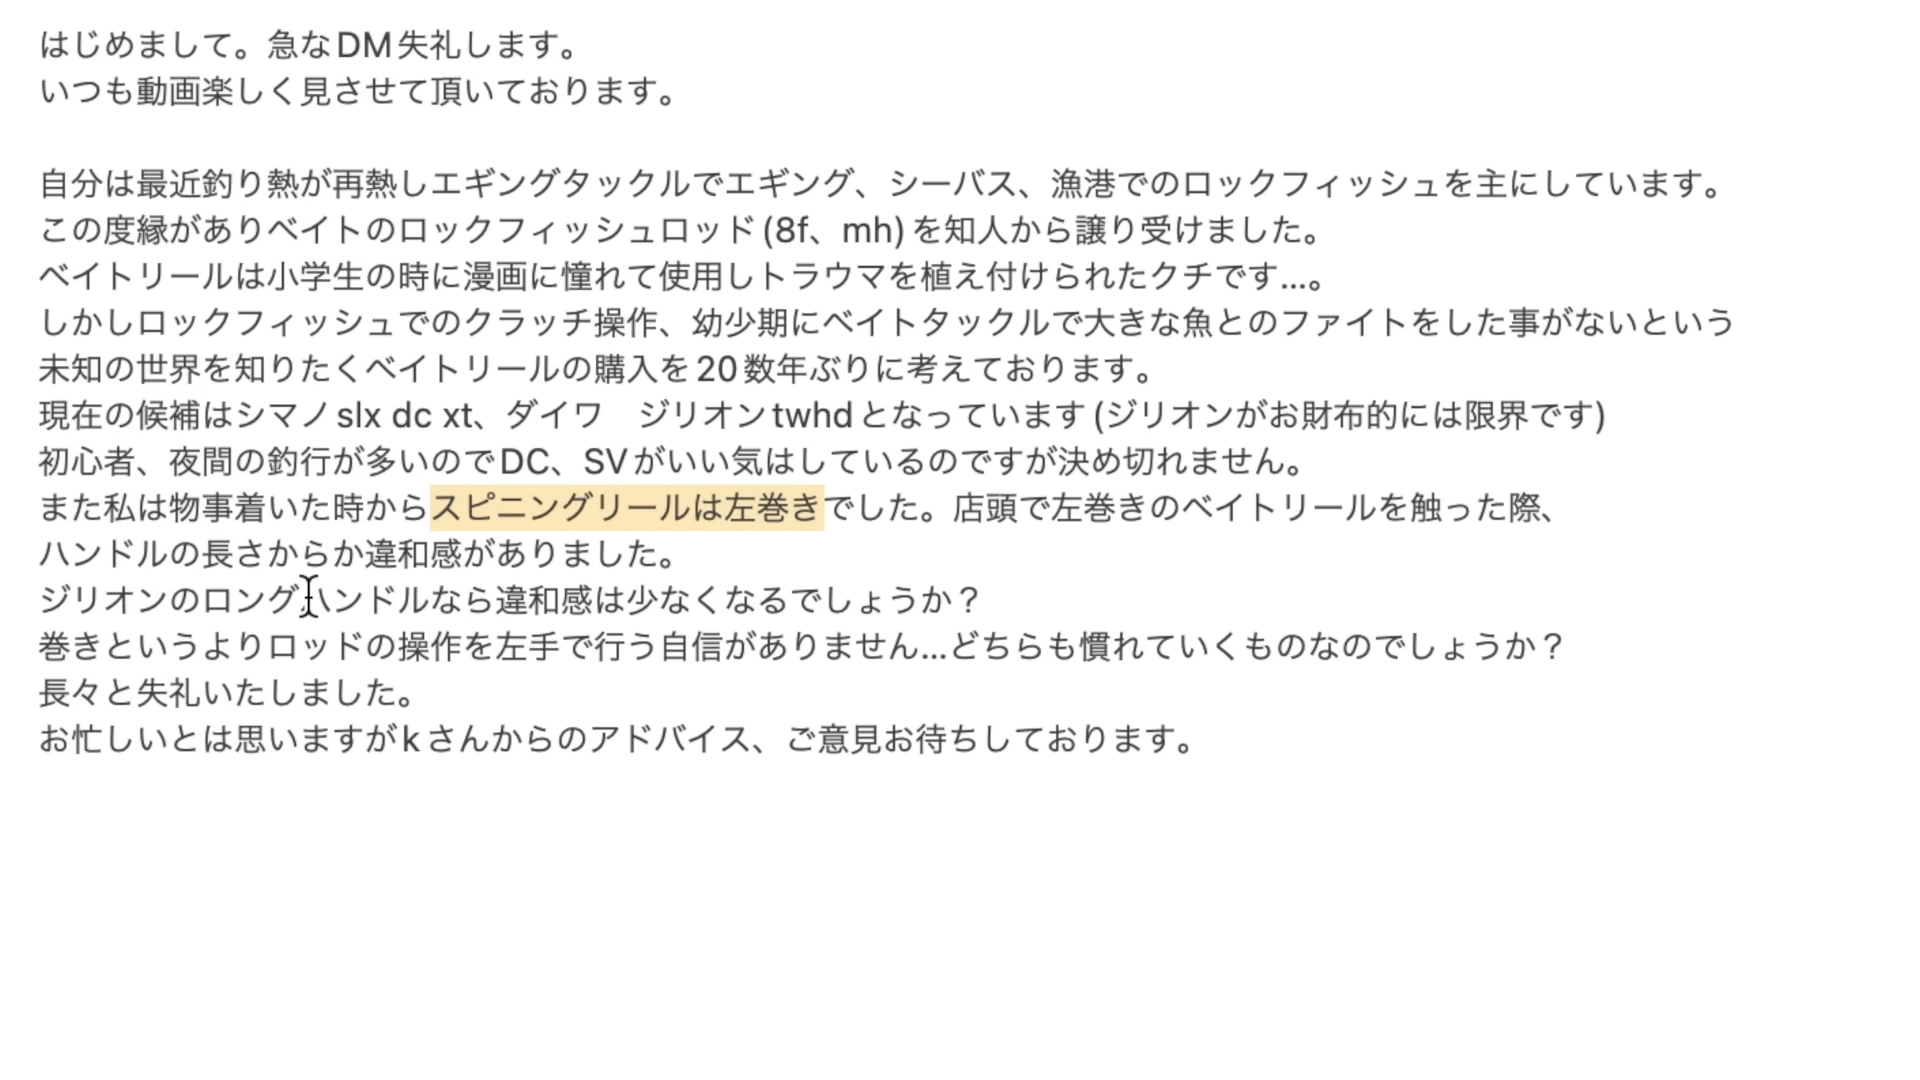 はじめまして。急なDM失礼します。
いつも動画楽しく見させて頂いております。
自分は最近釣り熱が再熱しエギングタックルでエギング、シーバス、漁港でのロックフィッシュを主にしています。
この度縁がありベイトのロックフィッシュロッド(8f、mh)を知人から譲り受けました。
ベイトリールは小学生の時に漫画に憧れて使用しトラウマを植え付けられたクチです...。
しかしロックフィッシュでのクラッチ操作、幼少期にベイトタックルで大きな魚とのファイトをした事がないという
未知の世界を知りたくベイトリールの購入を20数年ぶりに考えております。
現在の候補はシマノslx dc xt、ダイワ　ジリオンtwhdとなっています(ジリオンがお財布的には限界です)
初心者、夜間の釣行が多いのでDC、SVがいい気はしているのですが決め切れません。
また私は物事着いた時からスピニングリールは左巻きでした。店頭で左巻きのベイトリールを触った際、
ハンドルの長さからか違和感がありました。
ジリオンのロングハンドルなら違和感は少なくなるでしょうか？
巻きというよりロッドの操作を左手で行う自信がありません...どちらも慣れていくものなのでしょうか？
長々と失礼いたしました。
お忙しいとは思いますがkさんからのアドバイス、ご意見お待ちしております。